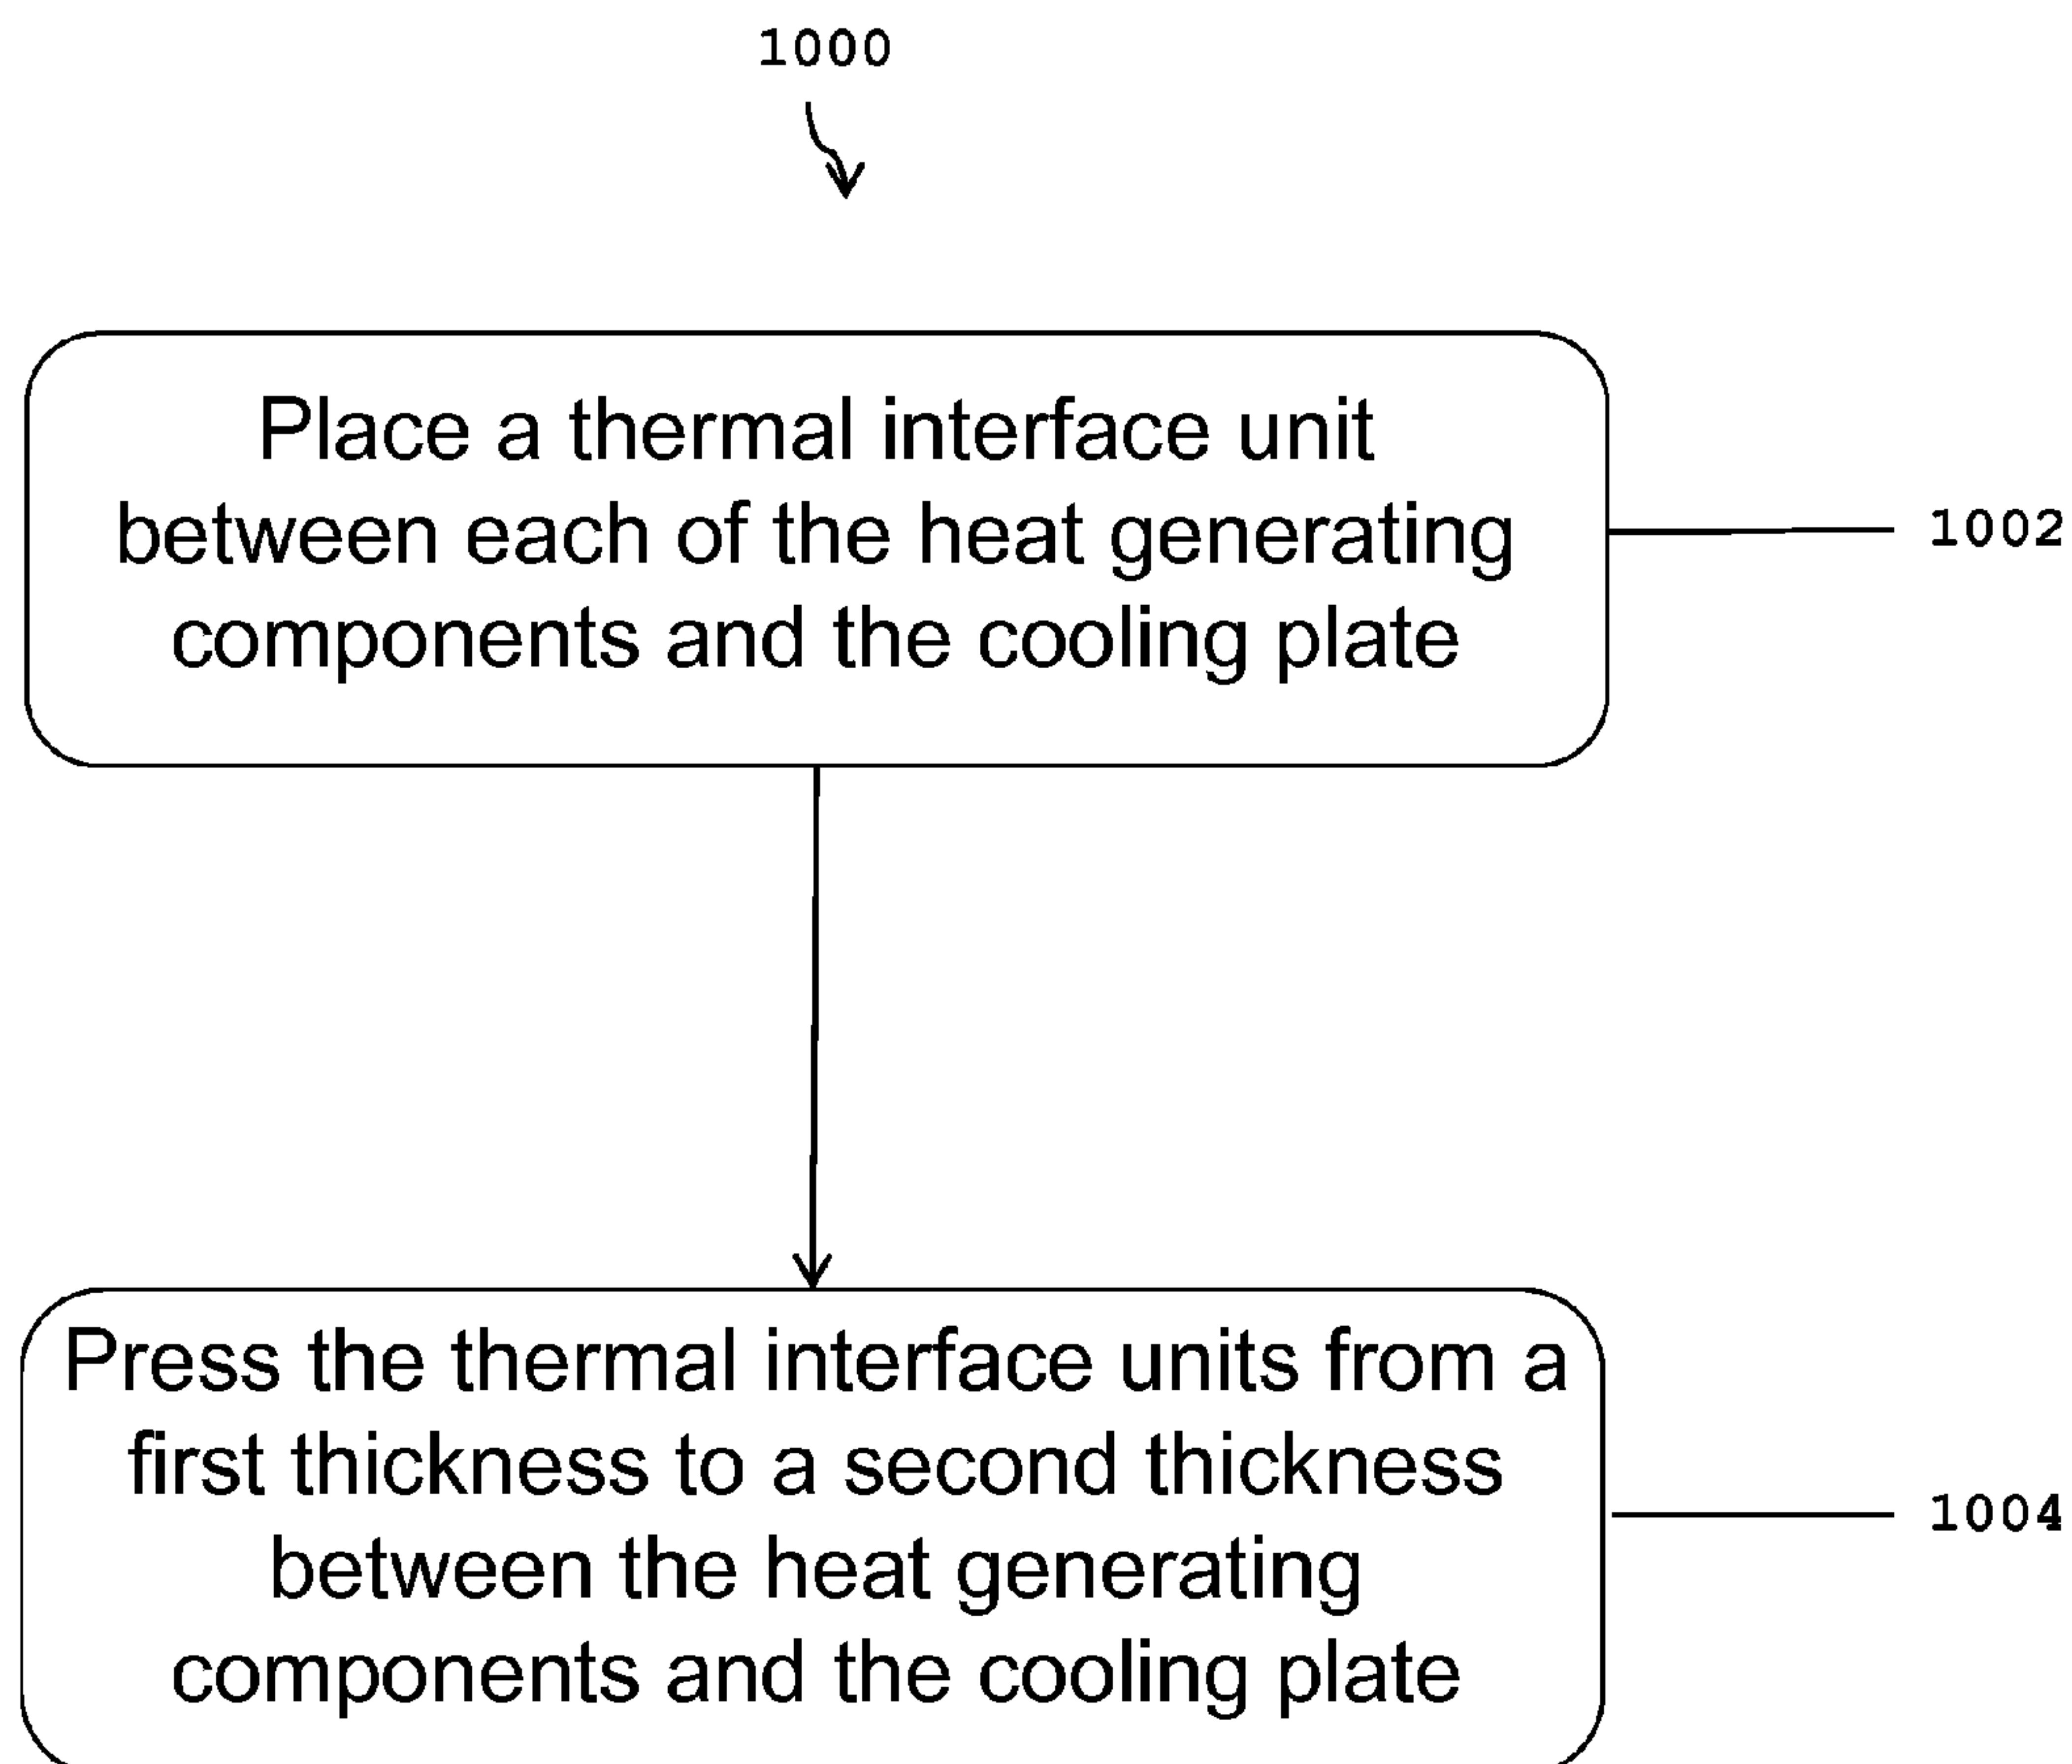 1000
Place a thermal interface unit
between each of the heat generating
components and the cooling plate
1002
Press the thermal interface units from a
first thickness to a second thickness
between the heat generating
components and the cooling plate
1004